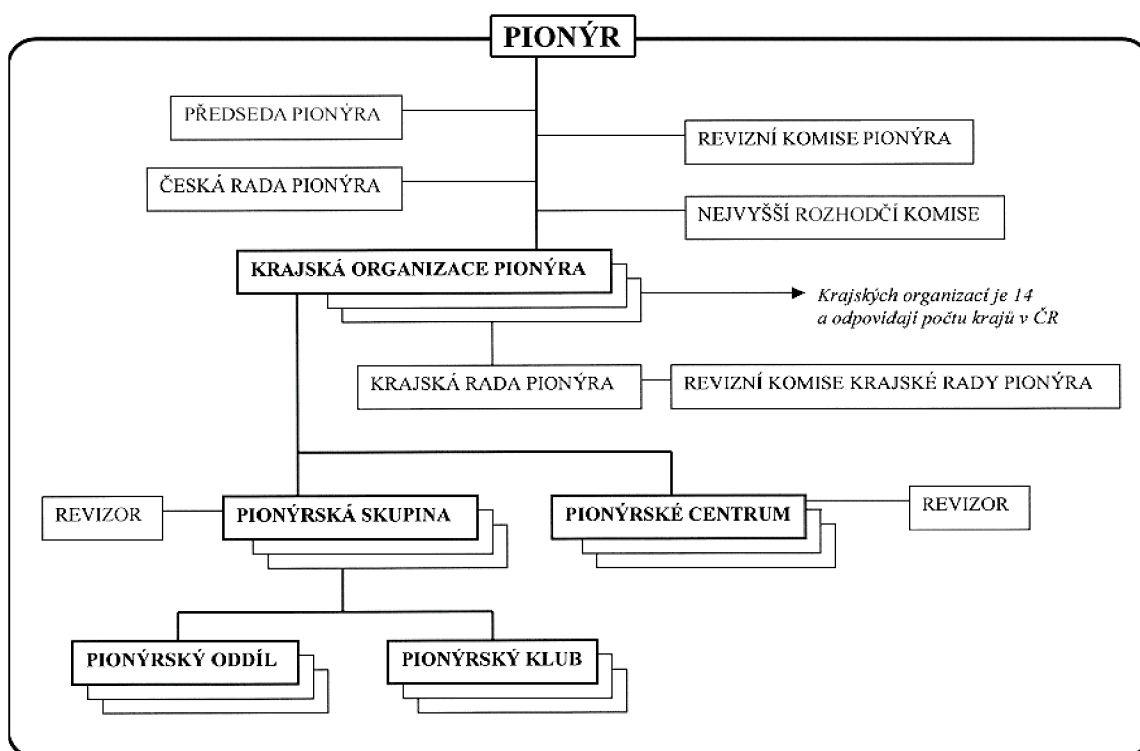 PIONÝR
PŘEDSEDA PIONÝRA
REVIZNÍ KOMISE PIONÝRA
ČESKÁ RADA PIONÝRA
NEJVYŠŠÍ ROZHODČÍ KOMISE
KRAJSKÁ ORGANIZACE PIONÝRA
Krajských organizací je 14
a odpovídají počtu krajů v ČR
KRAJSKÁ RADA PIONÝRA
REVIZNÍ KOMISE KRAJSKÉ RADY PIONÝRA
REVIZOR
PIONÝRSKÁ SKUPINA
PIONÝRSKÉ CENTRUM
REVIZOR
PIONÝRSKÝ ODDÍL
PIONÝRSKÝ KLUB